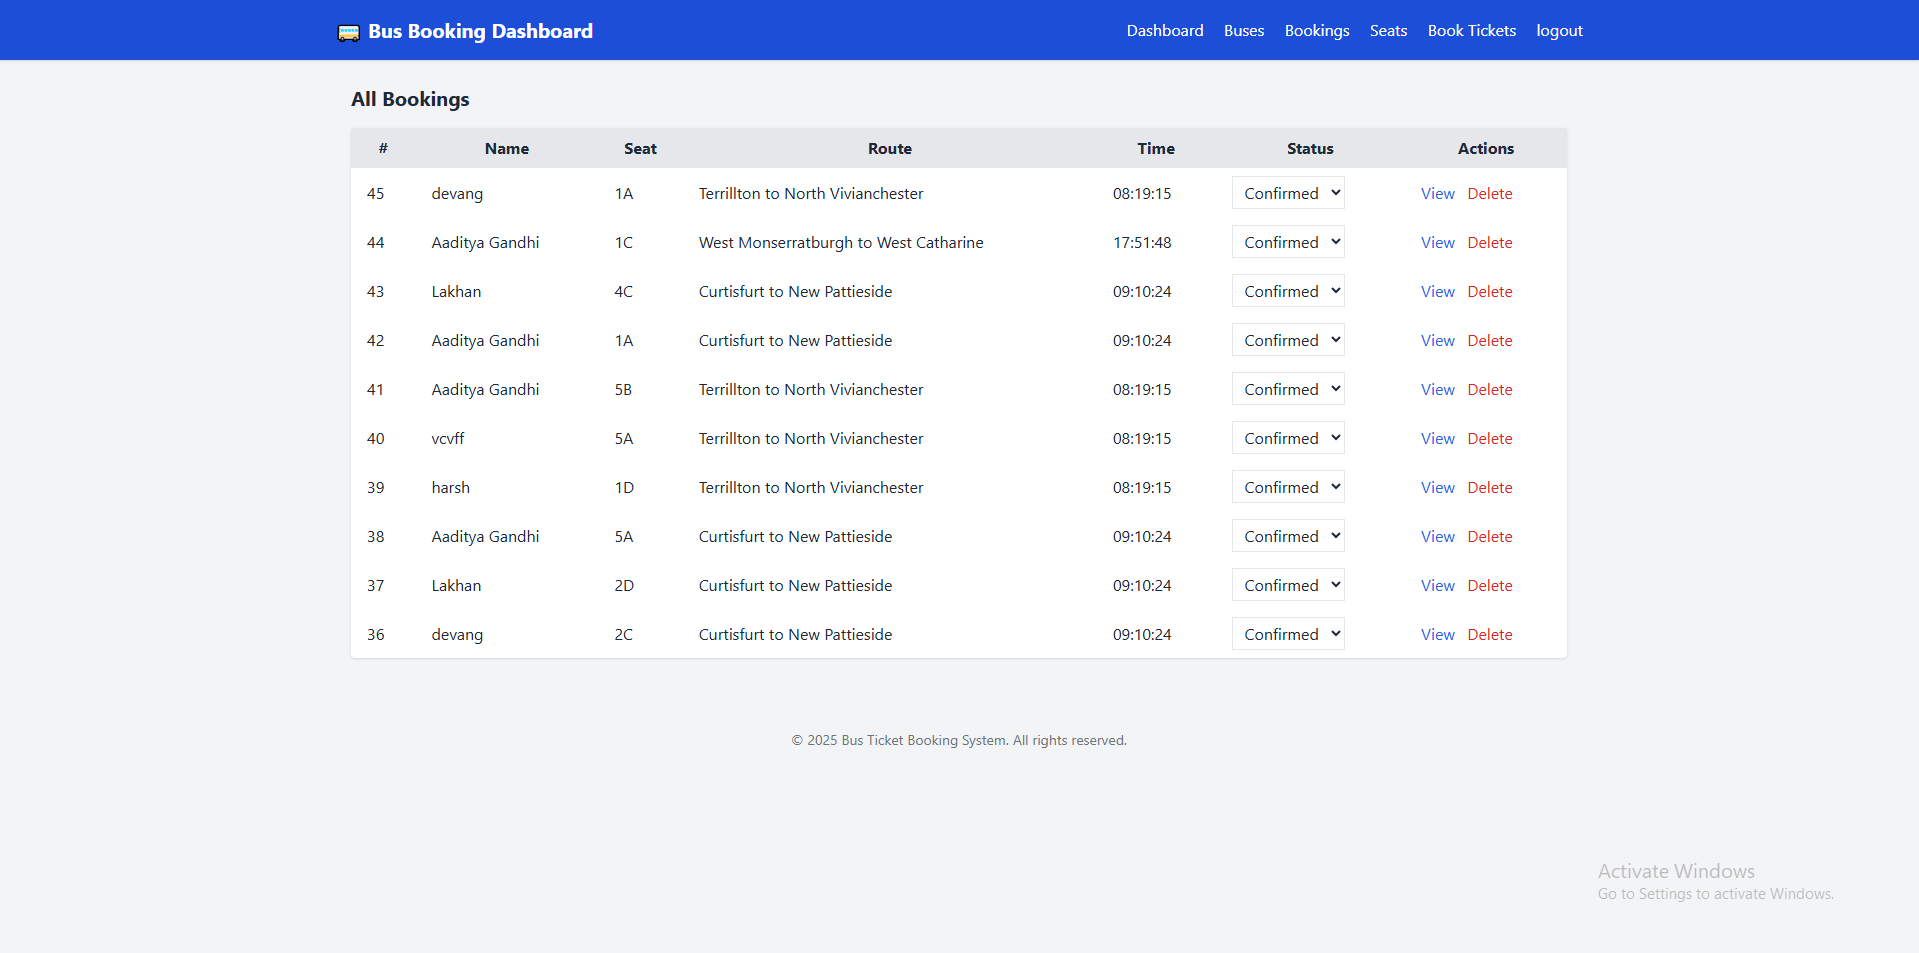 Bus Booking Dashboard Dashboard Buses Bookings Seats Book Tickets logout
All Bookings
# Name Seat Route Time Status Actions
45 devang 1A Terrillton to North Vivianchester 08:19:15 Confirmed View Delete
44 Aaditya Gandhi 1C West Monserratburgh to West Catharine 17:51:48 Confirmed View Delete
43 Lakhan 4C Curtisfurt to New Pattieside 09:10:24 Confirmed View Delete
42 Aaditya Gandhi 1A Curtisfurt to New Pattieside 09:10:24 Confirmed View Delete
41 Aaditya Gandhi 5B Terrillton to North Vivianchester 08:19:15 Confirmed View Delete
40 vcvff 5A Terrillton to North Vivianchester 08:19:15 Confirmed View Delete
39 harsh 1D Terrillton to North Vivianchester 08:19:15 Confirmed View Delete
38 Aaditya Gandhi 5A Curtisfurt to New Pattieside 09:10:24 Confirmed View Delete
37 Lakhan 2D Curtisfurt to New Pattieside 09:10:24 Confirmed View Delete
36 devang 2C Curtisfurt to New Pattieside 09:10:24 Confirmed View Delete
© 2025 Bus Ticket Booking System. All rights reserved.
Activate Windows
Go to Settings to activate Windows.